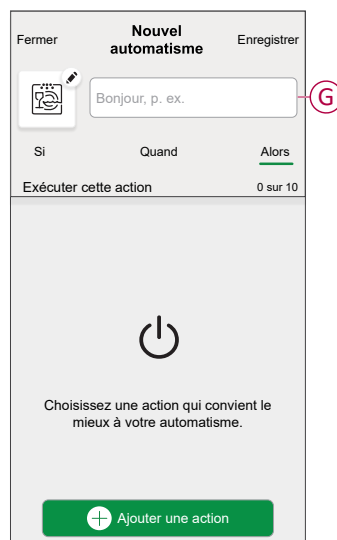 Fermer
Nouvel
automatisme
Enregistrer
Bonjour, p. ex.
G
Si
Quand
Alors
Exécuter cette action
0 sur 10
Choisissez une action qui convient le
mieux à votre automatisme.
Ajouter une action